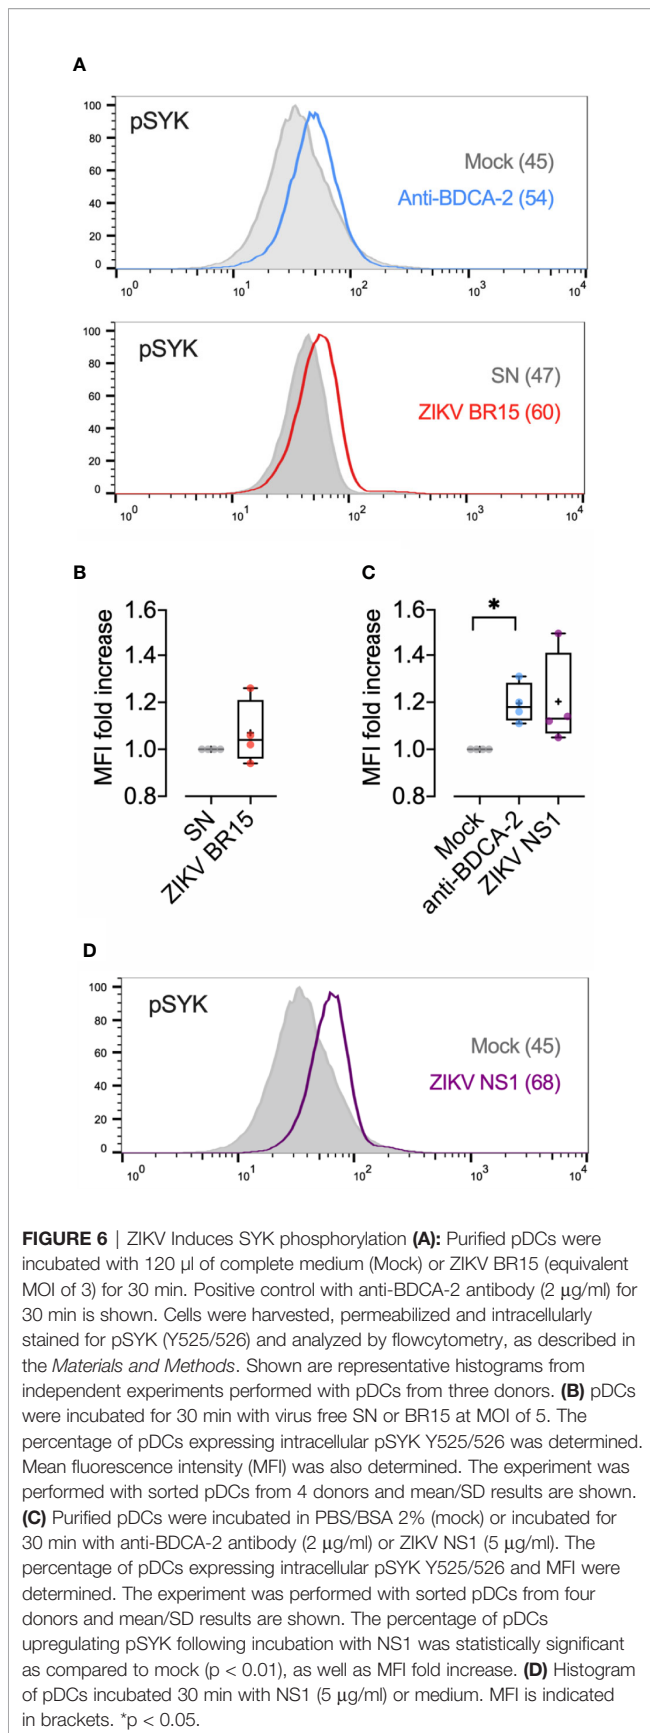 A
pSYK
Mock (45)
Anti-BDCA-2 (54)
100
80
60
40
20
0
10^0 10^1 10^2 10^3 10^4
pSYK
SN (47)
ZIKV BR15 (60)
100
80
60
40
20
0
10^0 10^1 10^2 10^3 10^4
B
MFI fold increase
1.6
1.4
1.2
1.0
0.8
SN
ZIKV BR15
C
MFI fold increase
1.6
1.4
1.2
1.0
0.8
*
Mock
anti-BDCA-2
ZIKV NS1
D
pSYK
Mock (45)
ZIKV NS1 (68)
100
80
60
40
20
0
10^0 10^1 10^2 10^3 10^4
FIGURE 6 | ZIKV Induces SYK phosphorylation (A): Purified pDCs were
incubated with 120 µl of complete medium (Mock) or ZIKV BR15 (equivalent
MOI of 3) for 30 min. Positive control with anti-BDCA-2 antibody (2 µg/ml) for
30 min is shown. Cells were harvested, permeabilized and intracellularly
stained for pSYK (Y525/526) and analyzed by flowcytometry, as described in
the Materials and Methods. Shown are representative histograms from
independent experiments performed with pDCs from three donors. (B) pDCs
were incubated for 30 min with virus free SN or BR15 at MOI of 5. The
percentage of pDCs expressing intracellular pSYK Y525/526 was determined.
Mean fluorescence intensity (MFI) was also determined. The experiment was
performed with sorted pDCs from 4 donors and mean/SD results are shown.
(C) Purified pDCs were incubated in PBS/BSA 2% (mock) or incubated for
30 min with anti-BDCA-2 antibody (2 µg/ml) or ZIKV NS1 (5 µg/ml). The
percentage of pDCs expressing intracellular pSYK Y525/526 and MFI were
determined. The experiment was performed with sorted pDCs from four
donors and mean/SD results are shown. The percentage of pDCs
upregulating pSYK following incubation with NS1 was statistically significant
as compared to mock (p < 0.01), as well as MFI fold increase. (D) Histogram
of pDCs incubated 30 min with NS1 (5 µg/ml) or medium. MFI is indicated
in brackets. *p < 0.05.